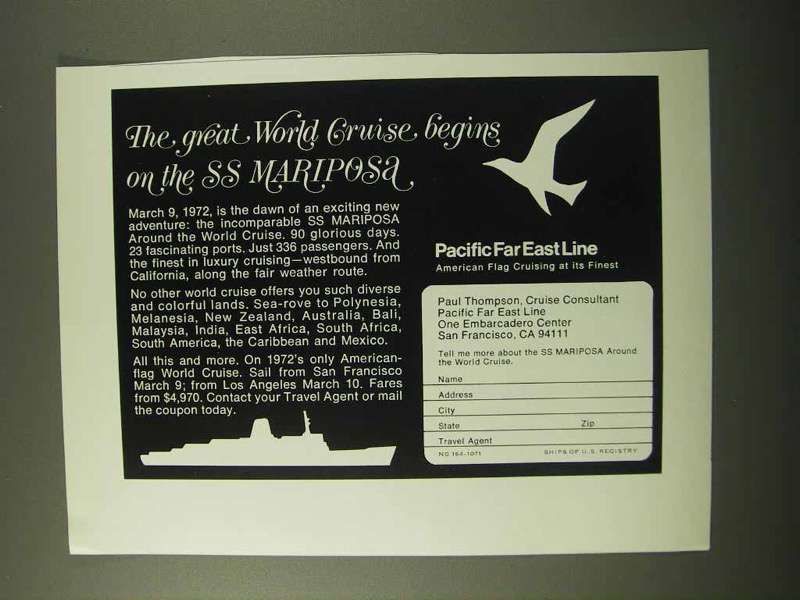 The great World Cruise begins
on the SS MARIPOSA
March 9, 1972, is the dawn of an exciting new
adventure: the incomparable SS MARIPOSA
Around the World Cruise. 90 glorious days.
23 fascinating ports. Just 336 passengers. And
the finest in luxury cruising—westbound from
California, along the fair weather route.
No other world cruise offers you such diverse
and colorful lands. Sea-rove to Polynesia,
Melanesia, New Zealand, Australia, Bali,
Malaysia, India, East Africa, South Africa,
South America, the Caribbean and Mexico.
All this and more. On 1972's only American-
flag World Cruise. Sail from San Francisco
March 9; from Los Angeles March 10. Fares
from $4,970. Contact your Travel Agent or mail
the coupon today.
Pacific Far East Line
American Flag Cruising at its Finest
Paul Thompson, Cruise Consultant
Pacific Far East Line
One Embarcadero Center
San Francisco, CA 94111
Tell me more about the SS MARIPOSA Around
the World Cruise.
Name
Address
City
State Zip
Travel Agent
NG 164-1071 SHIPS OF U.S. REGISTRY